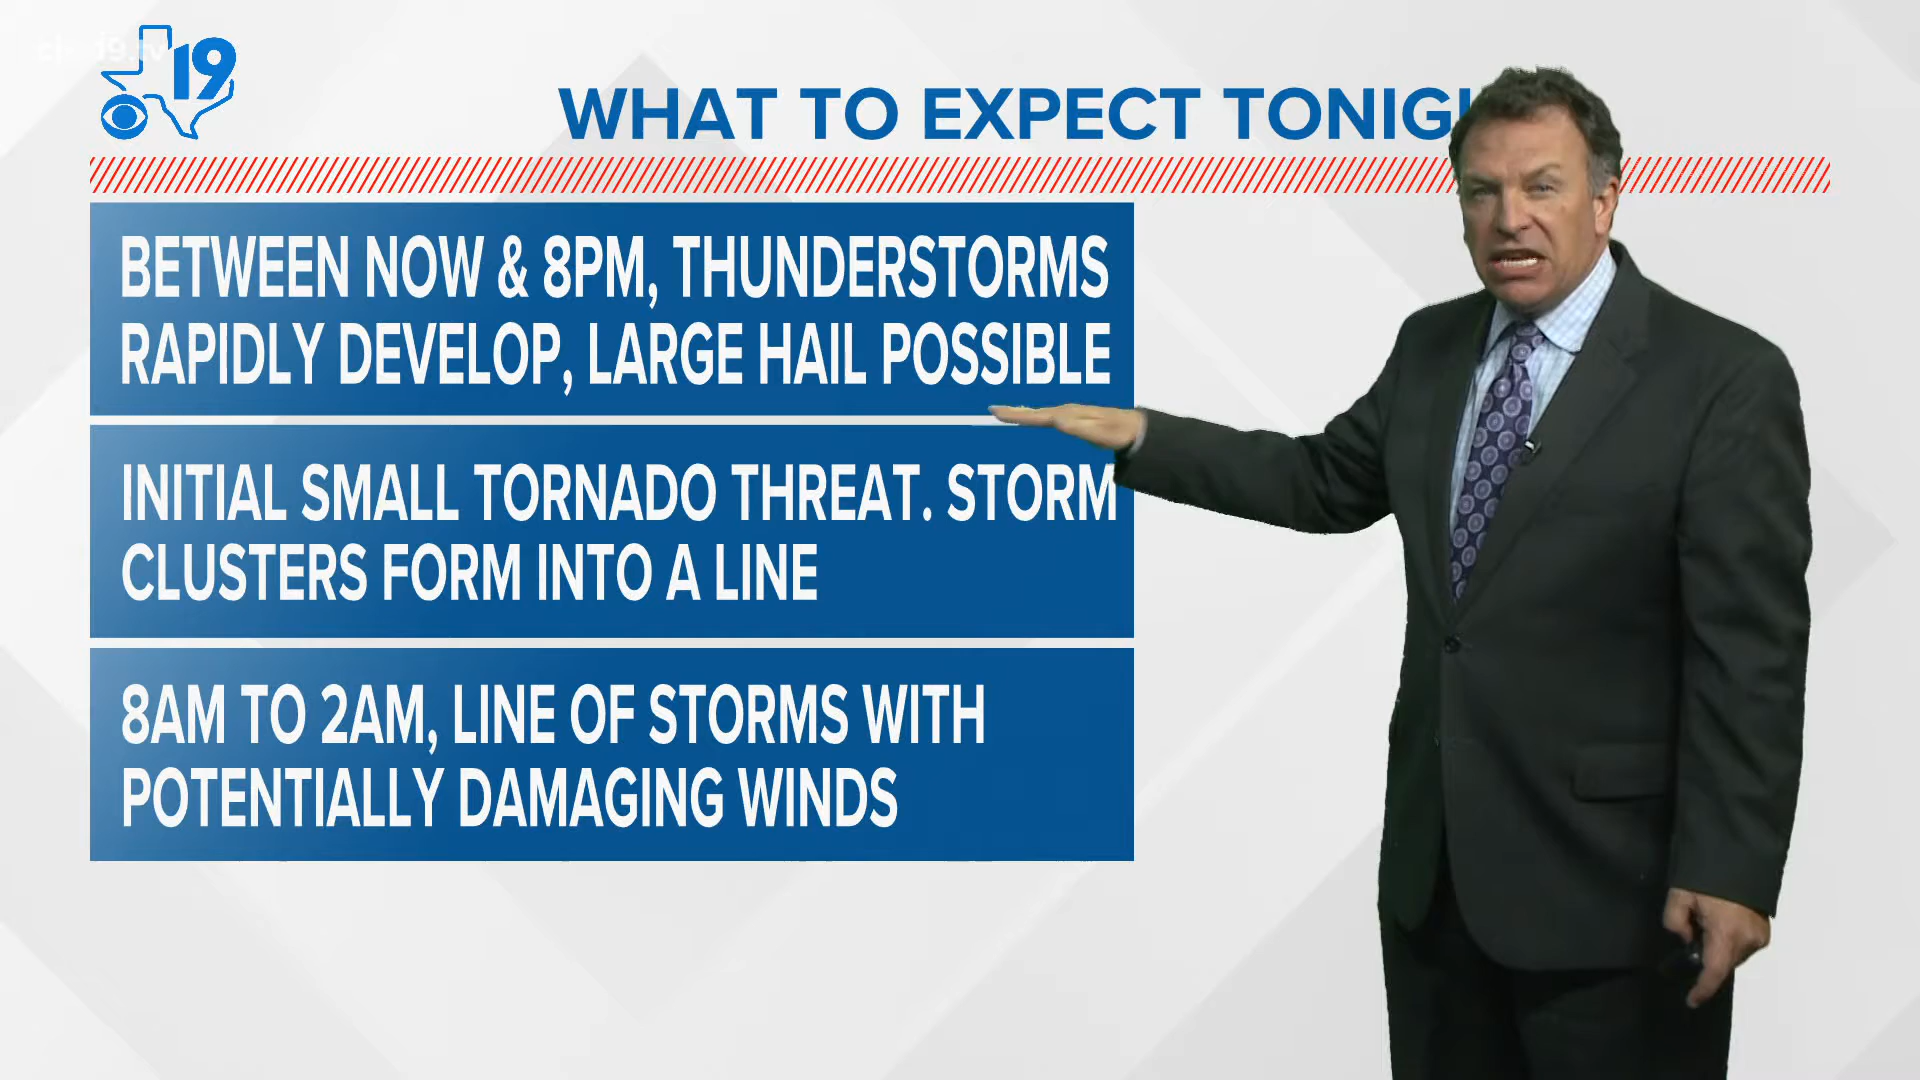 19
WHAT TO EXPECT
BETWEEN NOW & 8PM, THUNDERSTORMS
RAPIDLY DEVELOP, LARGE HAIL POSSIBLE
INITIAL SMALL TORNADO THREAT. STORM
CLUSTERS FORM INTO A LINE
8AM TO 2AM, LINE OF STORMS WITH
POTENTIALLY DAMAGING WINDS